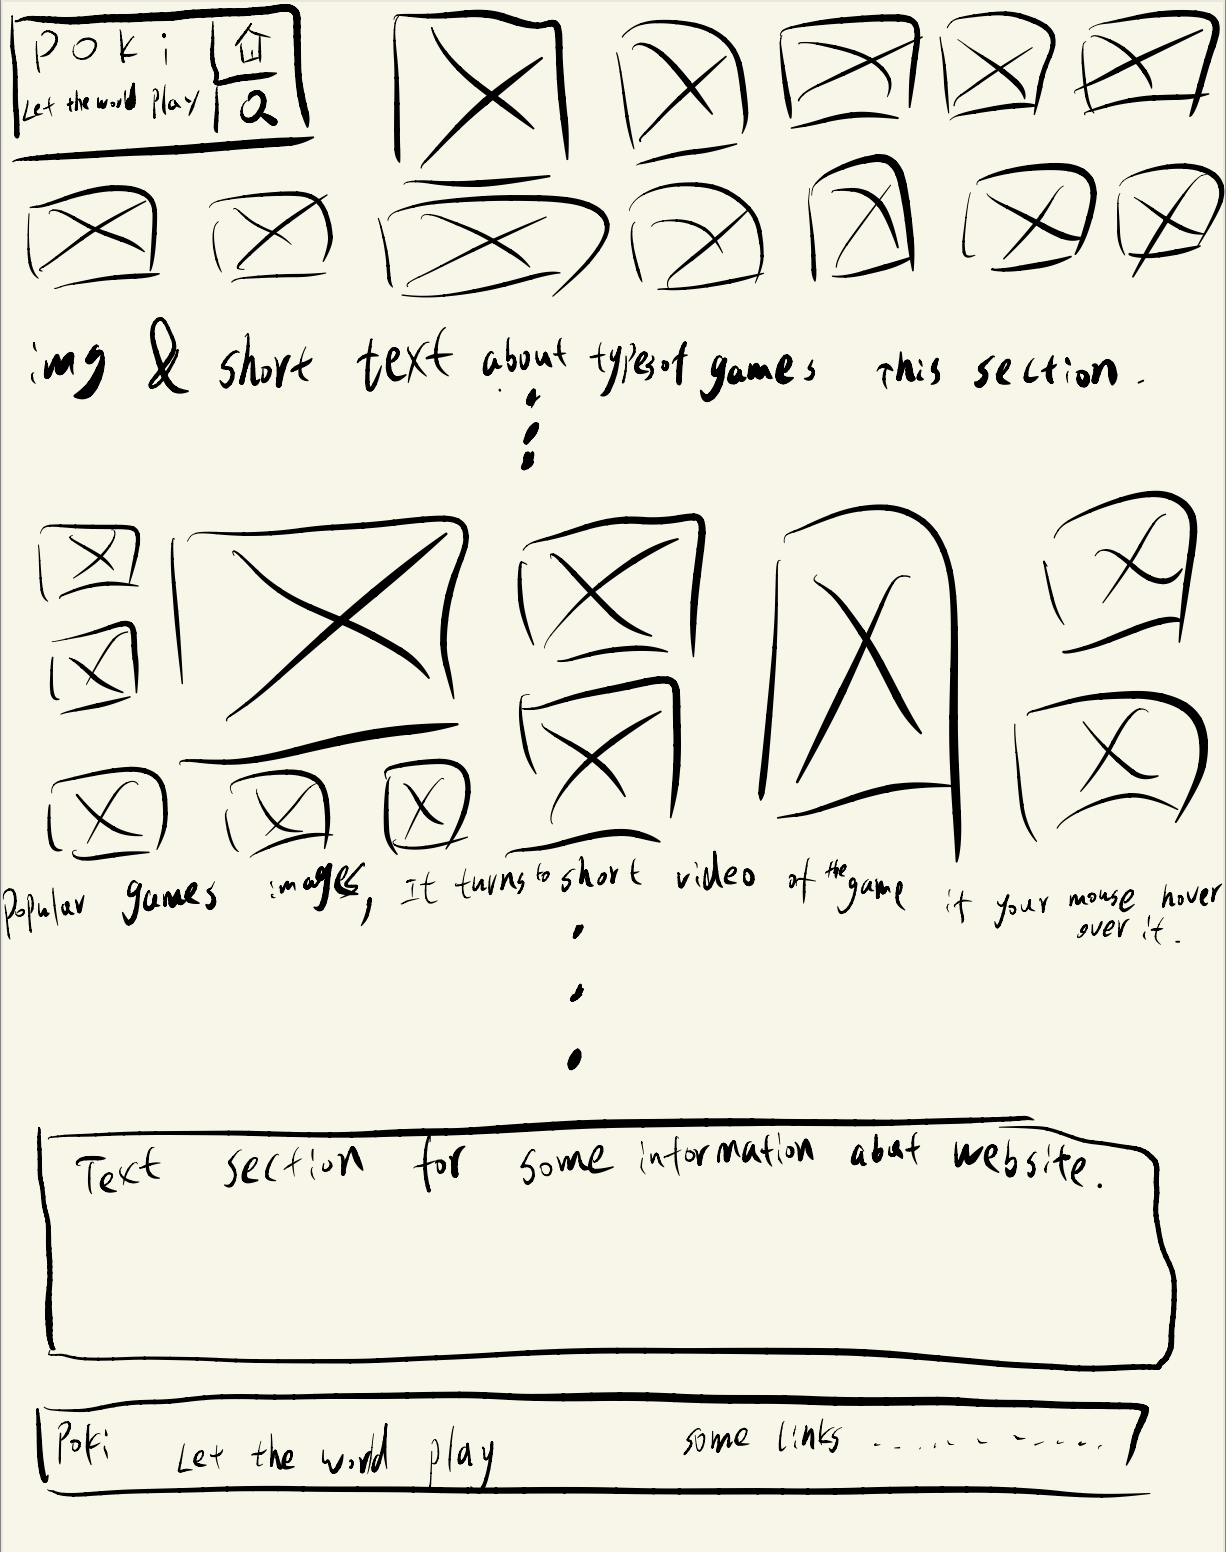 Poki
Let the world play
img & short text about types of games This section.
Popular games images, It turns to short video of the game if your mouse hover over it.
Text section for some information about website.
Poki Let the world play some links